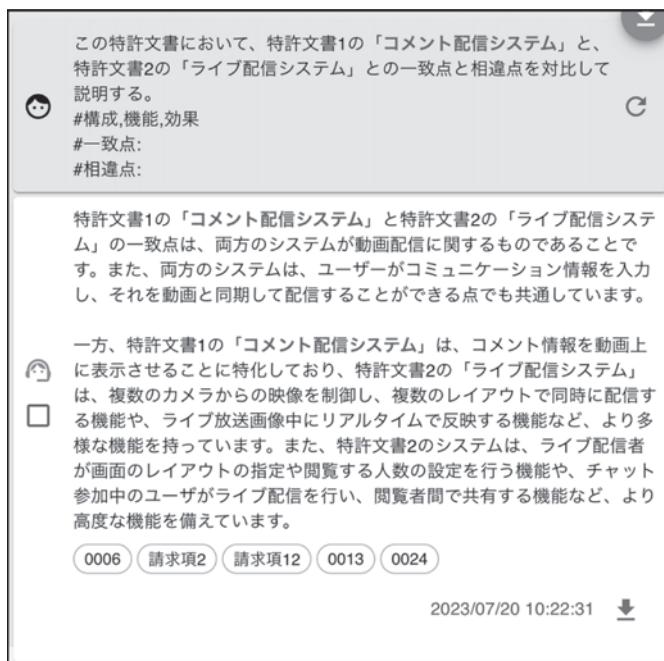 この特許文書において、特許文書1の「コメント配信システム」と、
特許文書2の「ライブ配信システム」との一致点と相違点を対比して
説明する。
#構成,機能,効果
#一致点:
#相違点:
特許文書1の「コメント配信システム」と特許文書2の「ライブ配信システ
ム」の一致点は、両方のシステムが動画配信に関するものであることで
す。また、両方のシステムは、ユーザーがコミュニケーション情報を入力
し、それを動画と同期して配信することができる点でも共通しています。
一方、特許文書1の「コメント配信システム」は、コメント情報を動画上
に表示させることに特化しており、特許文書2の「ライブ配信システム」
は、複数のカメラからの映像を制御し、複数のレイアウトで同時に配信す
る機能や、ライブ放送画像中にリアルタイムで反映する機能など、より多
様な機能を持っています。また、特許文書2のシステムは、ライブ配信者
が画面のレイアウトの指定や閲覧する人数の設定を行う機能や、チャット
参加中のユーザがライブ配信を行い、閲覧者間で共有する機能など、より
高度な機能を備えています。
0006 請求項2 請求項12 0013 0024
2023/07/20 10:22:31